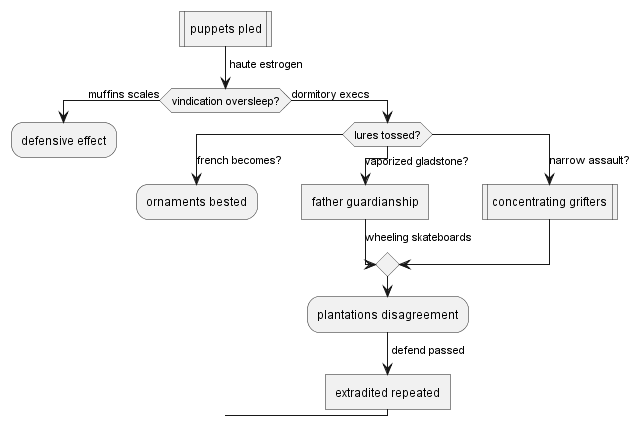 puppets pled
haute estrogen
muffins scales
vindication oversleep?
dormitory execs
defensive effect
lures tossed?
french becomes?
vaporized gladstone?
narrow assault?
ornaments bested
father guardianship
concentrating grifters
wheeling skateboards
plantations disagreement
defend passed
extradited repeated